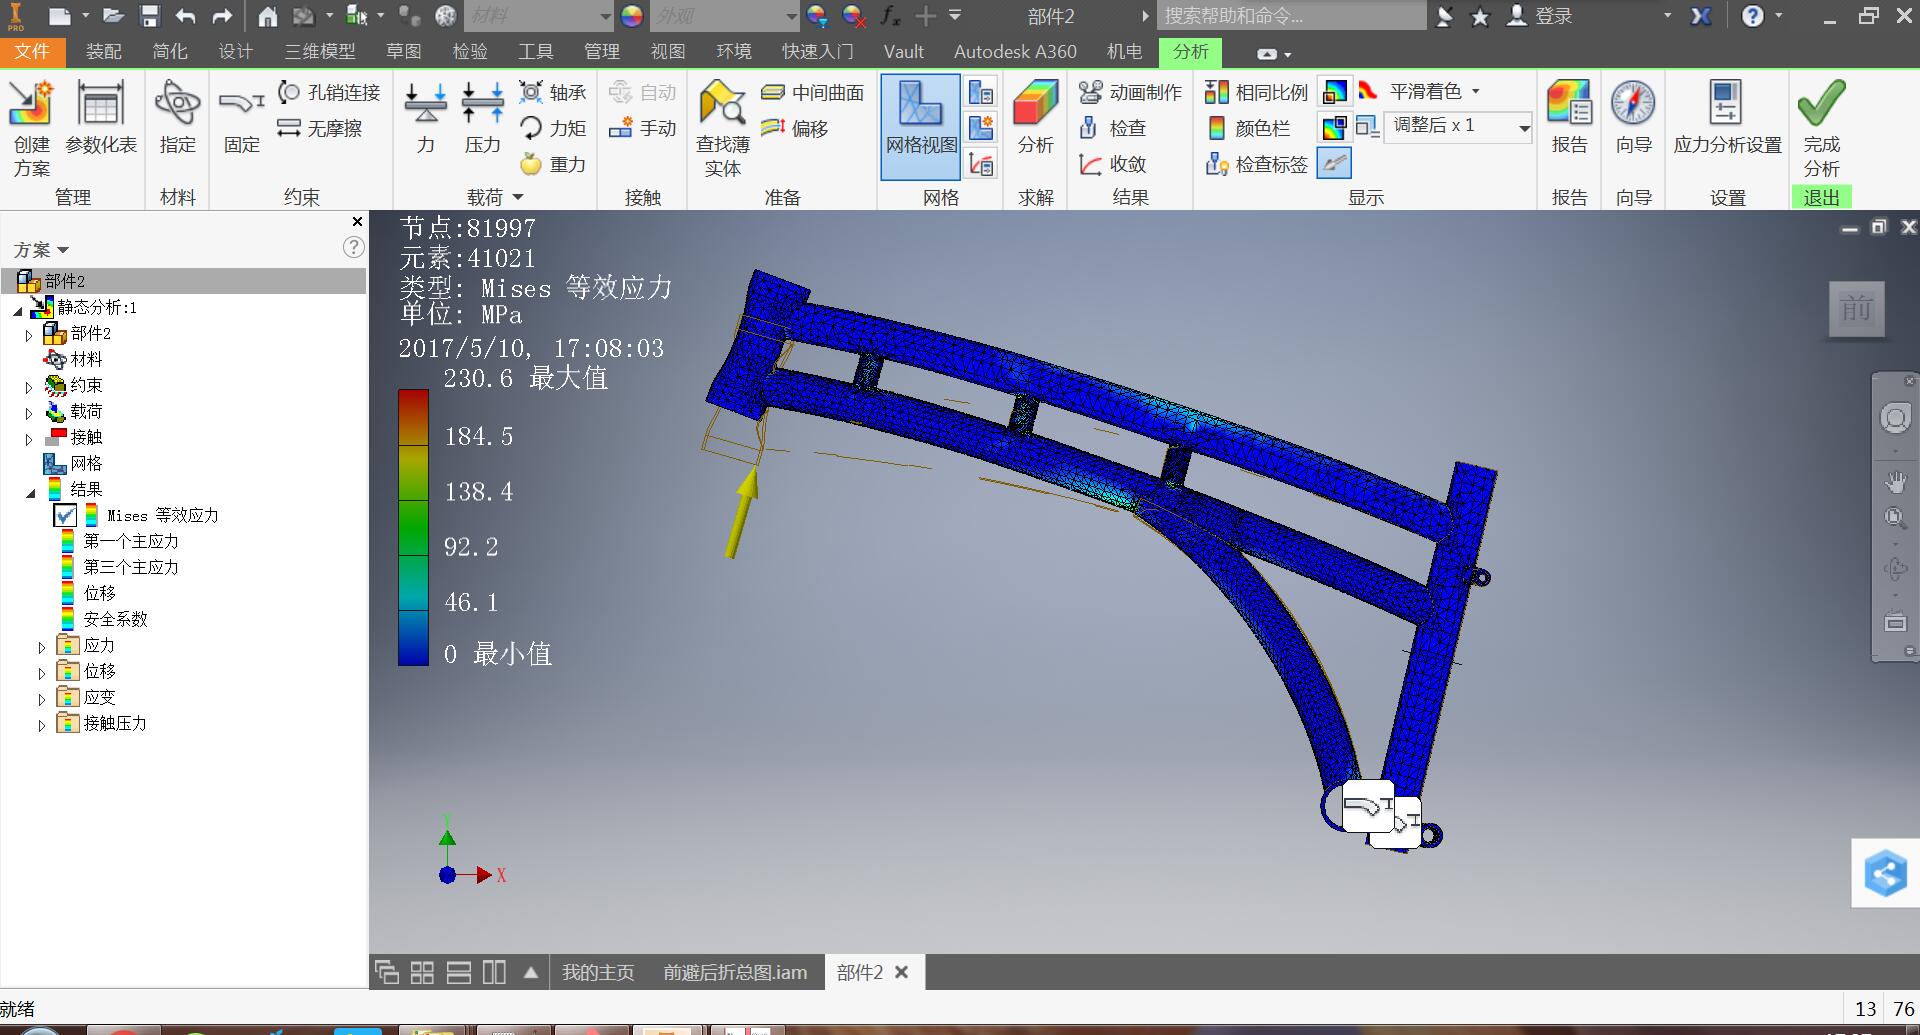 PRO
材料
外观
fx
部件2
搜索帮助和命令...
登录
文件 装配 简化 设计 三维模型 草图 检验 工具 管理 视图 环境 快速入门 Vault Autodesk A360 机电 分析
创建方案
参数化表
管理
指定
材料
固定
孔销连接
无摩擦
约束
力
压力
轴承
力矩
重力
载荷
自动
手动
接触
查找薄实体
中间曲面
偏移
准备
网格视图
网格
分析
求解
动画制作
检查
收敛
结果
相同比例
颜色栏
检查标签
平滑着色
调整后 x 1
显示
报告
报告
向导
向导
应力分析设置
设置
完成分析
退出
方案
部件2
静态分析:1
部件2
材料
约束
载荷
接触
网格
结果
Mises 等效应力
第一个主应力
第三个主应力
位移
安全系数
应力
位移
应变
接触压力
节点:81997
元素:41021
类型: Mises 等效应力
单位: MPa
2017/5/10, 17:08:03
230.6 最大值
184.5
138.4
92.2
46.1
0 最小值
前
Y
X
我的主页 前避后折总图.iam 部件2
就绪
13 76